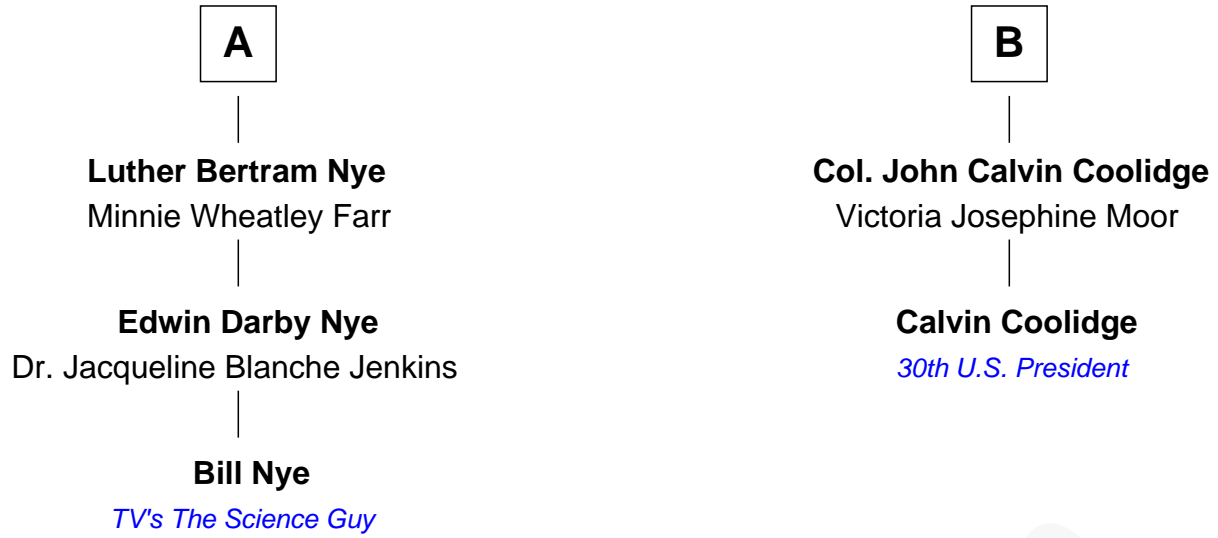 A
Luther Bertram Nye
Minnie Wheatley Farr
Edwin Darby Nye
Dr. Jacqueline Blanche Jenkins
Bill Nye
TV's The Science Guy
B
Col. John Calvin Coolidge
Victoria Josephine Moor
Calvin Coolidge
30th U.S. President